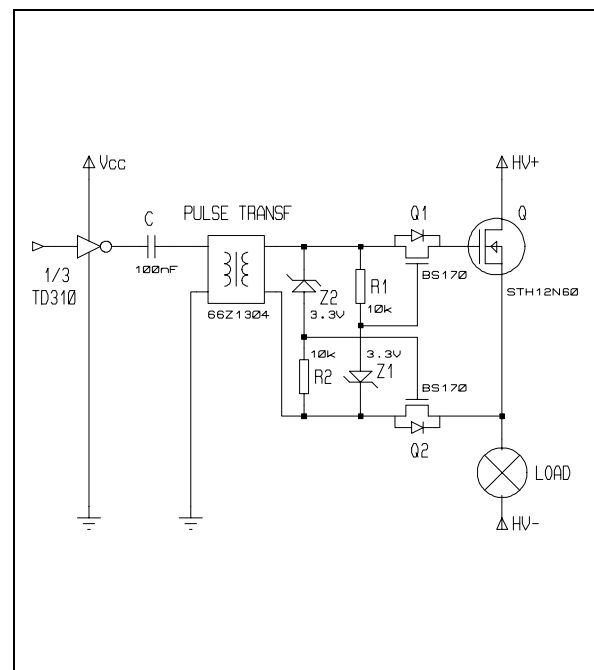 Vcc
HV+
C
PULSE TRANSF
Q1
Q
100nF
1/3
TD310
Z2
3.3V
R1
10k
BS170
STH12N60
66Z1304
10k
R2
3.3V
Z1
BS170
Q2
LOAD
HV-